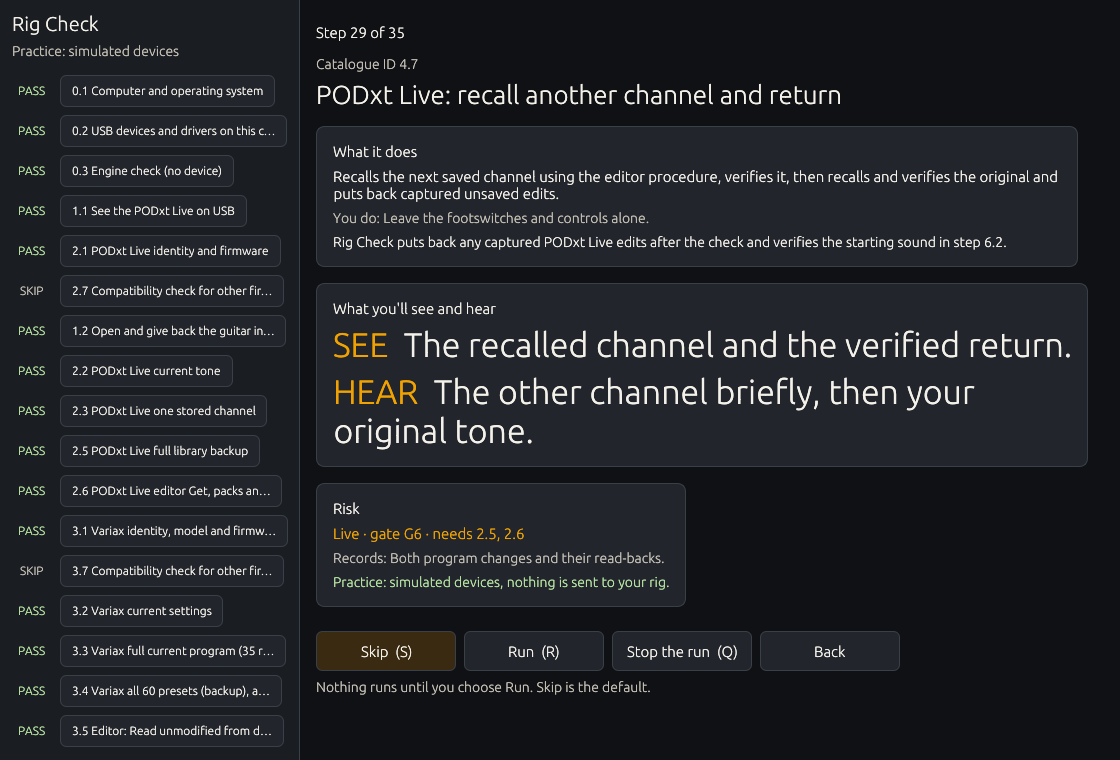 Rig Check
Practice: simulated devices
PASS 0.1 Computer and operating system
PASS 0.2 USB devices and drivers on this c...
PASS 0.3 Engine check (no device)
PASS 1.1 See the PODxt Live on USB
PASS 2.1 PODxt Live identity and firmware
SKIP 2.7 Compatibility check for other fir...
PASS 1.2 Open and give back the guitar in...
PASS 2.2 PODxt Live current tone
PASS 2.3 PODxt Live one stored channel
PASS 2.5 PODxt Live full library backup
PASS 2.6 PODxt Live editor Get, packs an...
PASS 3.1 Variax identity, model and firmw...
SKIP 3.7 Compatibility check for other fir...
PASS 3.2 Variax current settings
PASS 3.3 Variax full current program (35 r...
PASS 3.4 Variax all 60 presets (backup), a...
PASS 3.5 Editor: Read unmodified from d...
Step 29 of 35
Catalogue ID 4.7
PODxt Live: recall another channel and return
What it does
Recalls the next saved channel using the editor procedure, verifies it, then recalls and verifies the original and
puts back captured unsaved edits.
You do: Leave the footswitches and controls alone.
Rig Check puts back any captured PODxt Live edits after the check and verifies the starting sound in step 6.2.
What you'll see and hear
SEE The recalled channel and the verified return.
HEAR The other channel briefly, then your
original tone.
Risk
Live · gate G6 · needs 2.5, 2.6
Records: Both program changes and their read-backs.
Practice: simulated devices, nothing is sent to your rig.
Skip (S) Run (R) Stop the run (Q) Back
Nothing runs until you choose Run. Skip is the default.